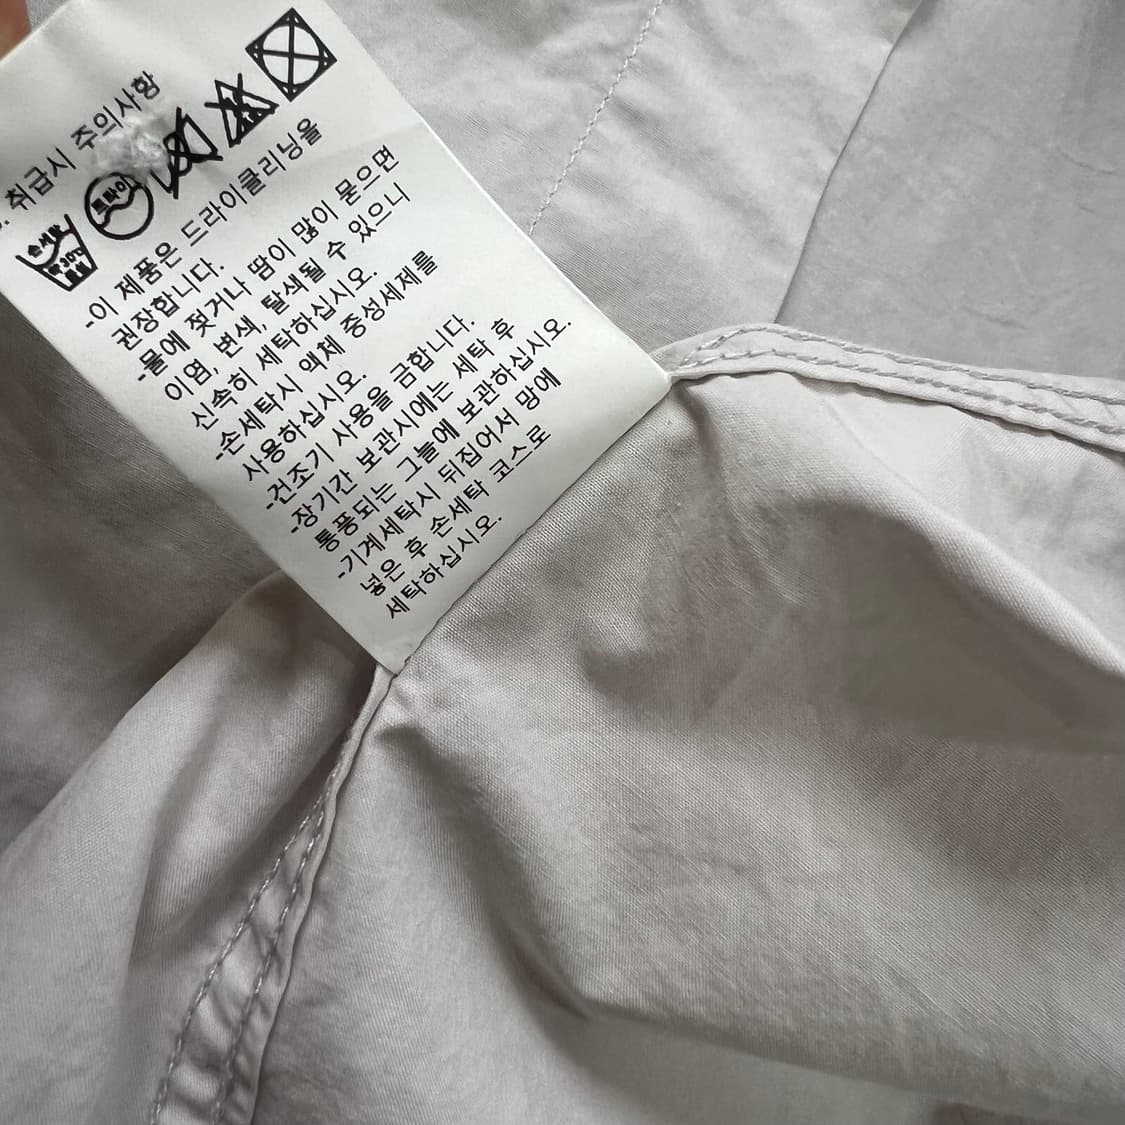 취급시 주의사항
손세탁
약30℃
중성
드라이
-이 제품은 드라이클리닝을
권장합니다.
-물에 젖거나 땀이 많이 묻으면
이염, 변색, 탈색될 수 있으니
신속히 세탁하십시오.
-손세탁시 액체 중성세제를
사용하십시오.
-건조기 사용을 금합니다.
-장기간 보관시에는 세탁 후
통풍되는 그늘에 보관하십시오.
-기계세탁시 뒤집어서 망에
넣은 후 손세탁 코스로
세탁하십시오.